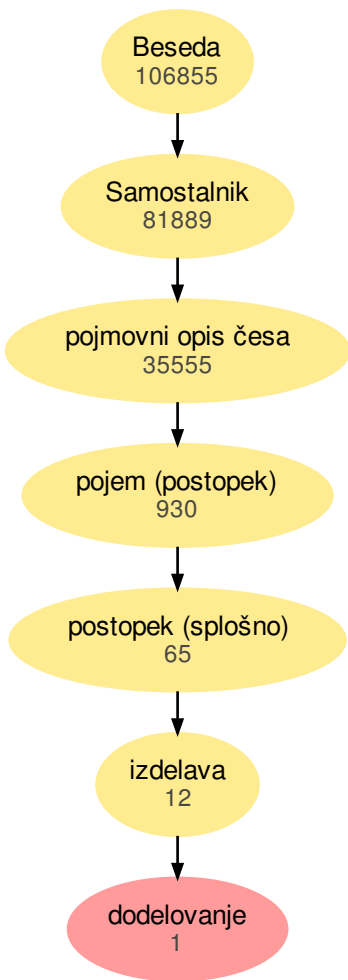 Beseda
106855
Samostalnik
81889
pojmovni opis česa
35555
pojem (postopek)
930
postopek (splošno)
65
izdelava
12
dodelovanje
1